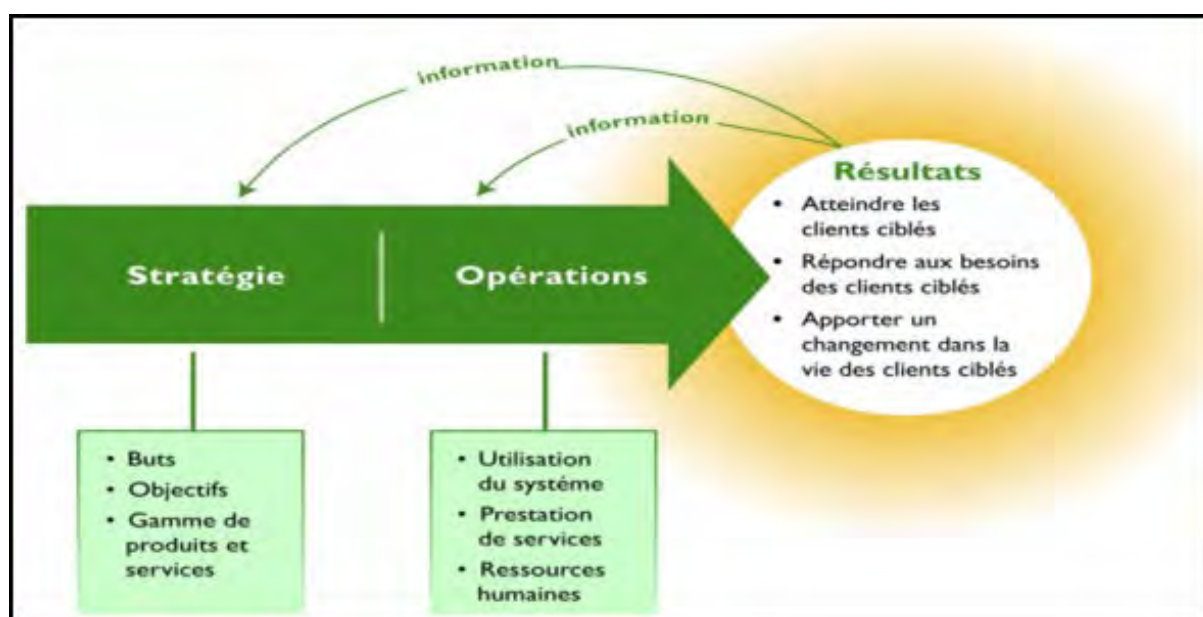 information
information
Résultats
• Atteindre les
clients ciblés
• Répondre aux besoins
des clients ciblés
• Apporter un
changement dans la
vie des clients ciblés
Stratégie
Opérations
• Buts
• Objectifs
• Gamme de
produits et
services
• Utilisation
du système
• Prestation
de services
• Ressources
humaines